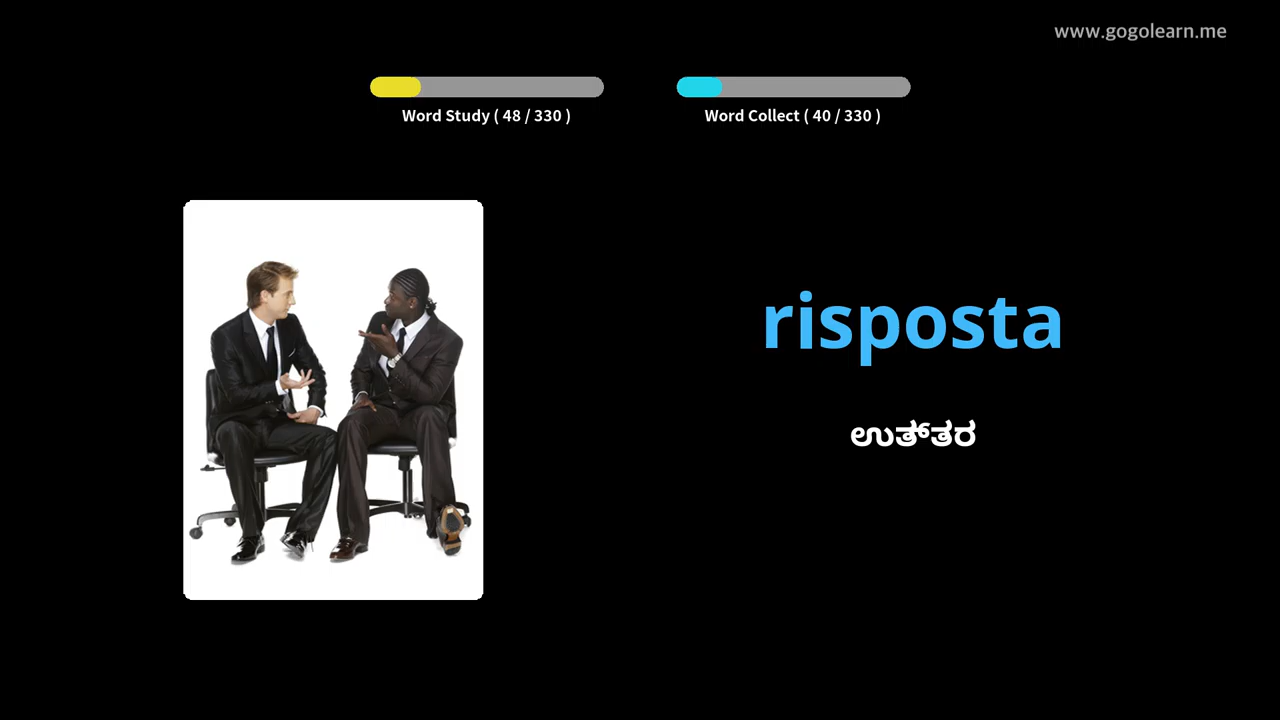 www.gogolearn.me
Word Study ( 48 / 330 )
Word Collect ( 40 / 330 )
risposta
ಉತ್ತರ